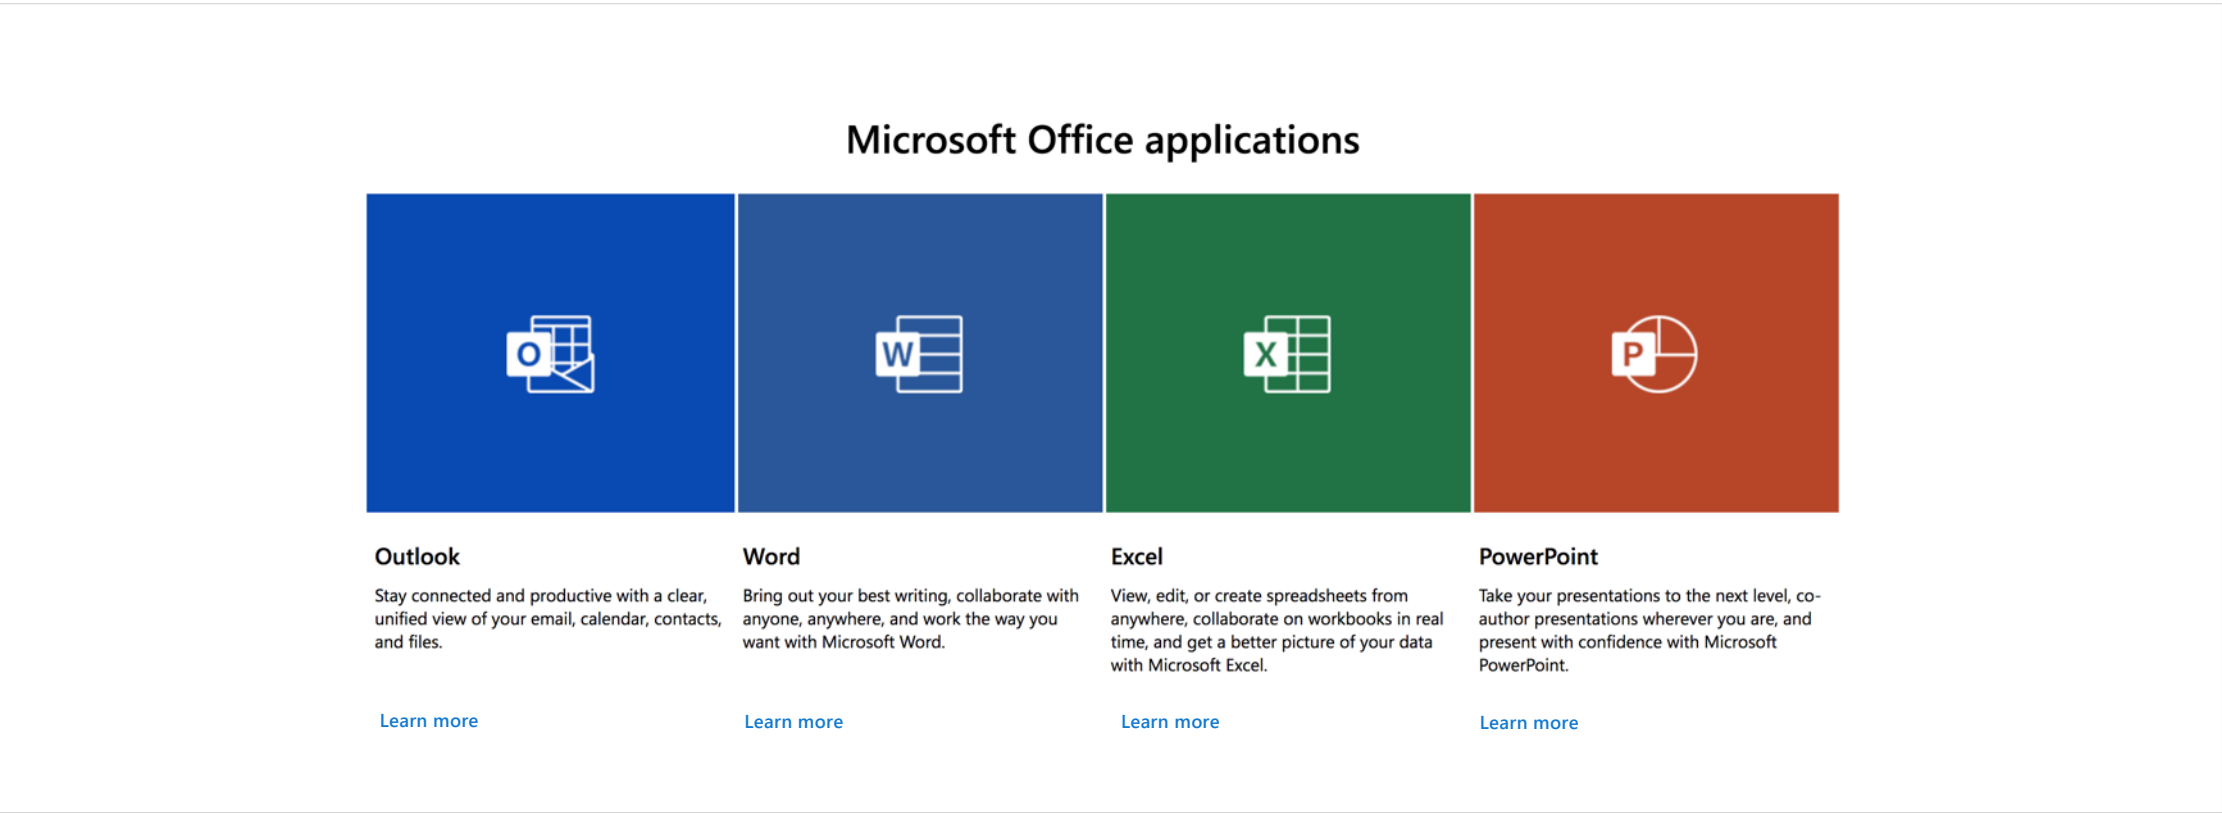 Microsoft Office applications
O
W
X
P
Outlook
Stay connected and productive with a clear,
unified view of your email, calendar, contacts,
and files.
Learn more
Word
Bring out your best writing, collaborate with
anyone, anywhere, and work the way you
want with Microsoft Word.
Learn more
Excel
View, edit, or create spreadsheets from
anywhere, collaborate on workbooks in real
time, and get a better picture of your data
with Microsoft Excel.
Learn more
PowerPoint
Take your presentations to the next level, co-
author presentations wherever you are, and
present with confidence with Microsoft
PowerPoint.
Learn more